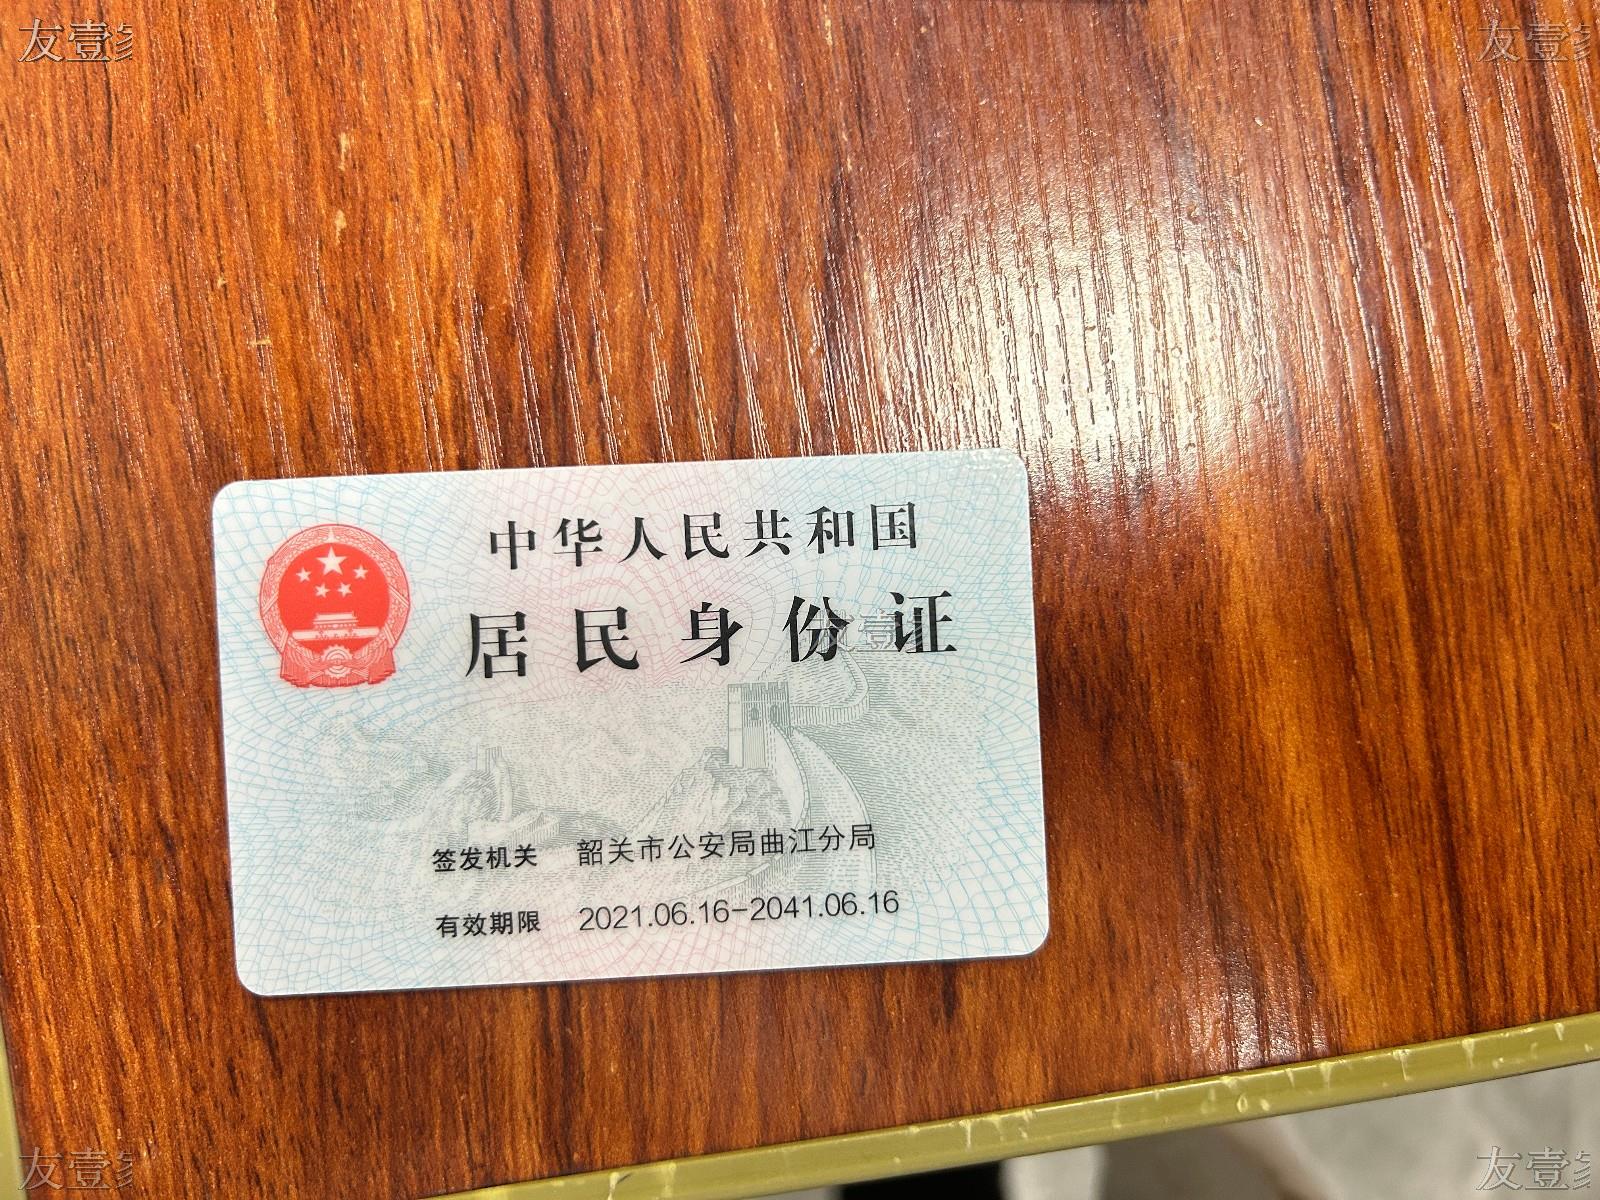 友壹
友壹
中华人民共和国
居民身份证
壹
签发机关 韶关市公安局曲江分局
有效期限 2021.06.16-2041.06.16
友壹
友壹